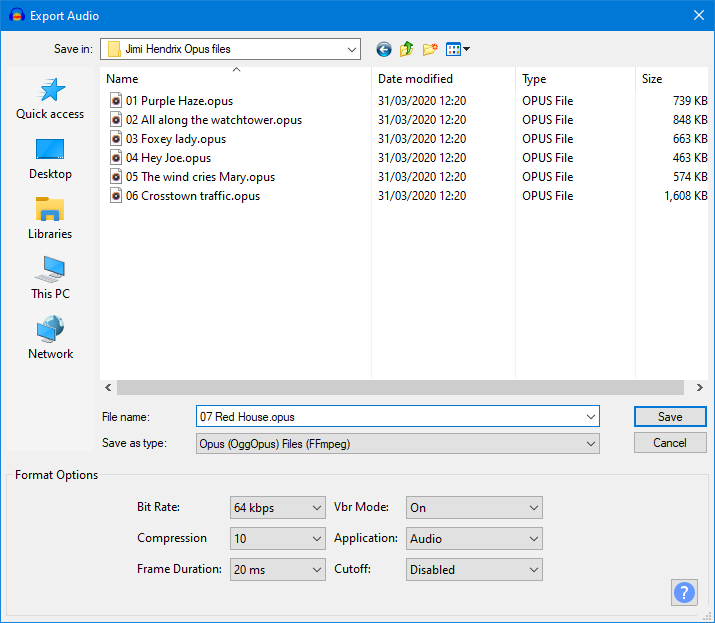 Export Audio
Save in: Jimi Hendrix Opus files
Quick access
Desktop
Libraries
This PC
Network
Name Date modified Type Size
01 Purple Haze.opus 31/03/2020 12:20 OPUS File 739 KB
02 All along the watchtower.opus 31/03/2020 12:20 OPUS File 848 KB
03 Foxey lady.opus 31/03/2020 12:20 OPUS File 663 KB
04 Hey Joe.opus 31/03/2020 12:20 OPUS File 463 KB
05 The wind cries Mary.opus 31/03/2020 12:20 OPUS File 574 KB
06 Crosstown traffic.opus 31/03/2020 12:20 OPUS File 1,608 KB
File name: 07 Red House.opus Save
Save as type: Opus (OggOpus) Files (FFmpeg) Cancel
Format Options
Bit Rate: 64 kbps Vbr Mode: On
Compression 10 Application: Audio
Frame Duration: 20 ms Cutoff: Disabled
?